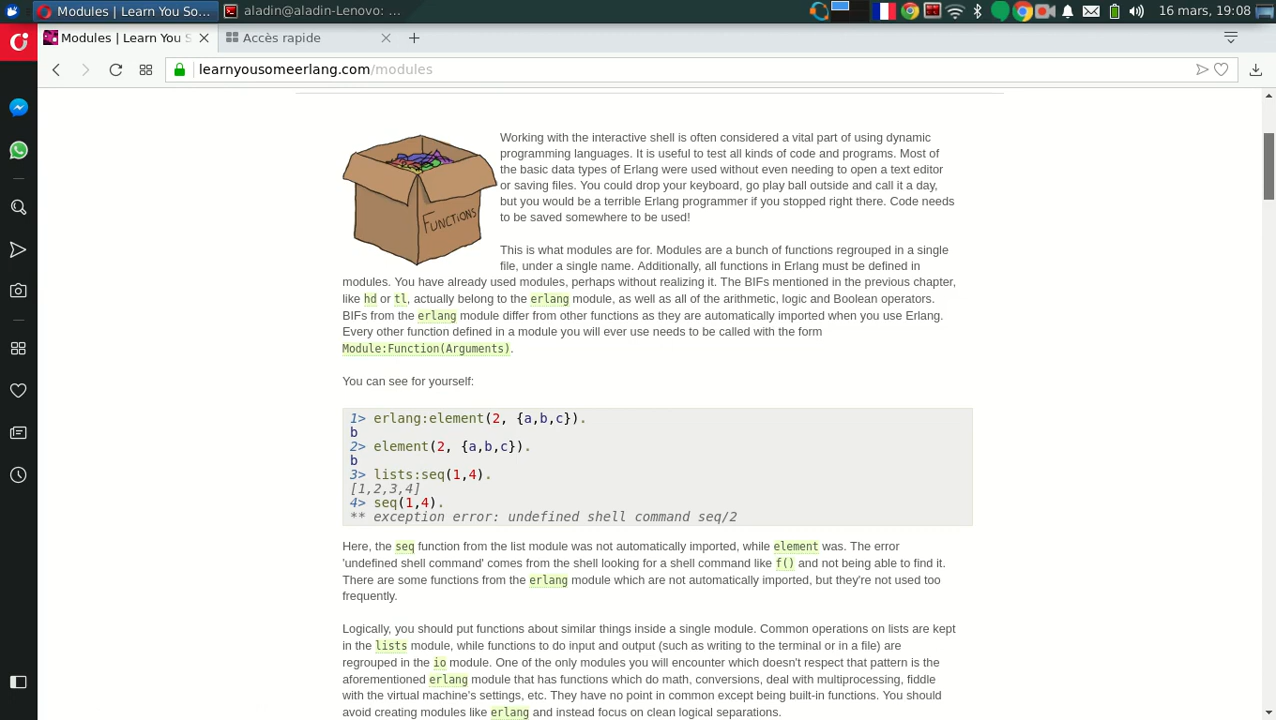 Modules | Learn You So...
aladin@aladin-Lenovo: ...
16 mars, 19:08
Modules | Learn You S
Accès rapide
learnyousomeerlang.com/modules
FUNCTIONS
Working with the interactive shell is often considered a vital part of using dynamic
programming languages. It is useful to test all kinds of code and programs. Most of
the basic data types of Erlang were used without even needing to open a text editor
or saving files. You could drop your keyboard, go play ball outside and call it a day,
but you would be a terrible Erlang programmer if you stopped right there. Code needs
to be saved somewhere to be used!
This is what modules are for. Modules are a bunch of functions regrouped in a single
file, under a single name. Additionally, all functions in Erlang must be defined in
modules. You have already used modules, perhaps without realizing it. The BIFs mentioned in the previous chapter,
like hd or tl, actually belong to the erlang module, as well as all of the arithmetic, logic and Boolean operators.
BIFs from the erlang module differ from other functions as they are automatically imported when you use Erlang.
Every other function defined in a module you will ever use needs to be called with the form
Module:Function(Arguments).
You can see for yourself:
1> erlang:element(2, {a,b,c}).
b
2> element(2, {a,b,c}).
b
3> lists:seq(1,4).
[1,2,3,4]
4> seq(1,4).
** exception error: undefined shell command seq/2
Here, the seq function from the list module was not automatically imported, while element was. The error
'undefined shell command' comes from the shell looking for a shell command like f() and not being able to find it.
There are some functions from the erlang module which are not automatically imported, but they're not used too
frequently.
Logically, you should put functions about similar things inside a single module. Common operations on lists are kept
in the lists module, while functions to do input and output (such as writing to the terminal or in a file) are
regrouped in the io module. One of the only modules you will encounter which doesn't respect that pattern is the
aforementioned erlang module that has functions which do math, conversions, deal with multiprocessing, fiddle
with the virtual machine's settings, etc. They have no point in common except being built-in functions. You should
avoid creating modules like erlang and instead focus on clean logical separations.